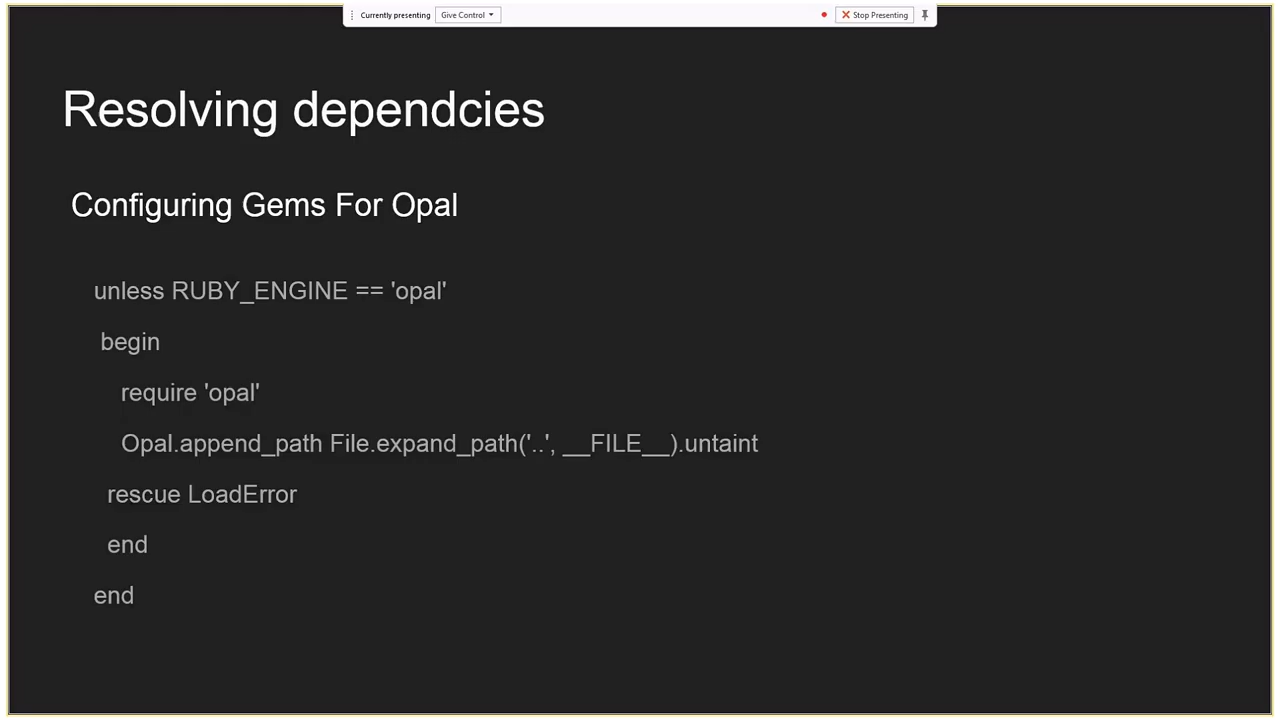 Currently presenting Give Control Stop Presenting
Resolving dependcies
Configuring Gems For Opal
unless RUBY_ENGINE == 'opal'
begin
require 'opal'
Opal.append_path File.expand_path('..', __FILE__).untaint
rescue LoadError
end
end